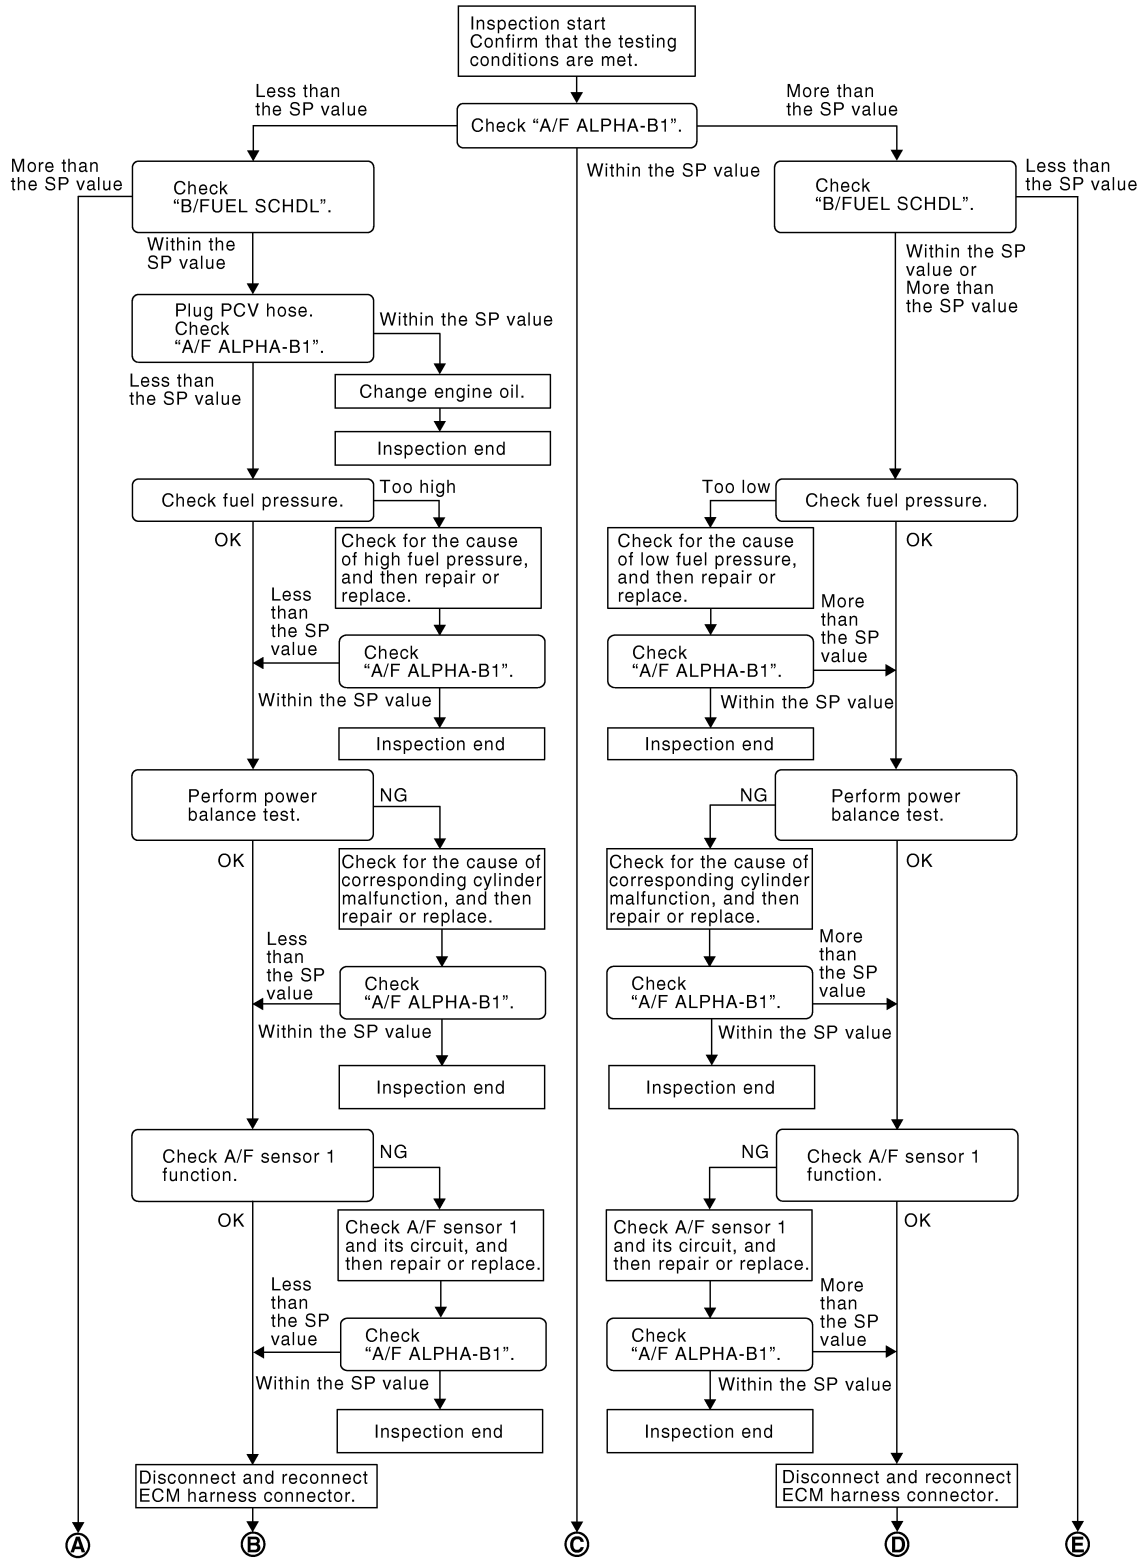 Inspection start
Confirm that the testing
conditions are met.
Less than
the SP value
More than
the SP value
Check “A/F ALPHA-B1”.
More than
the SP value
Check
“B/FUEL SCHDL”.
Within the SP value
Check
“B/FUEL SCHDL”.
Less than
the SP value
Within the
SP value
Within the SP
value or
More than
the SP value
Plug PCV hose.
Check
“A/F ALPHA-B1”.
Within the SP value
Less than
the SP value
Change engine oil.
Inspection end
Check fuel pressure.
Too high
Too low
Check fuel pressure.
OK
Check for the cause
of high fuel pressure,
and then repair or
replace.
Check for the cause
of low fuel pressure,
and then repair or
replace.
OK
Less
than
the SP
value
Check
“A/F ALPHA-B1”.
Check
“A/F ALPHA-B1”.
More
than
the SP
value
Within the SP value
Within the SP value
Inspection end
Inspection end
Perform power
balance test.
NG
NG
Perform power
balance test.
OK
Check for the cause of
corresponding cylinder
malfunction, and then
repair or replace.
Check for the cause of
corresponding cylinder
malfunction, and then
repair or replace.
OK
Less
than
the SP
value
Check
“A/F ALPHA-B1”.
Check
“A/F ALPHA-B1”.
More
than
the SP
value
Within the SP value
Within the SP value
Inspection end
Inspection end
Check A/F sensor 1
function.
NG
NG
Check A/F sensor 1
function.
OK
Check A/F sensor 1
and its circuit, and
then repair or replace.
Check A/F sensor 1
and its circuit, and
then repair or replace.
OK
Less
than
the SP
value
Check
“A/F ALPHA-B1”.
Check
“A/F ALPHA-B1”.
More
than
the SP
value
Within the SP value
Within the SP value
Inspection end
Inspection end
Disconnect and reconnect
ECM harness connector.
Disconnect and reconnect
ECM harness connector.
A
B
C
D
E